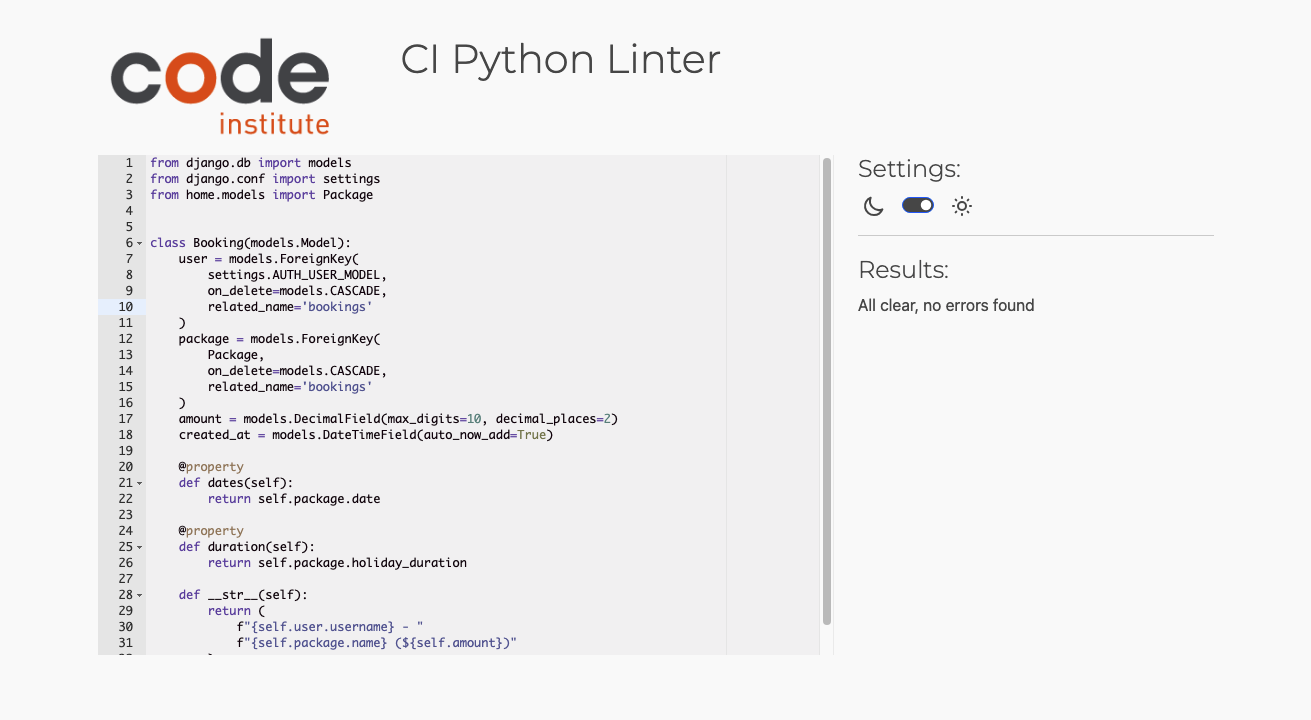 code
institute
CI Python Linter
1 from django.db import models
2 from django.conf import settings
3 from home.models import Package
4
5
6 class Booking(models.Model):
7     user = models.ForeignKey(
8         settings.AUTH_USER_MODEL,
9         on_delete=models.CASCADE,
10         related_name='bookings'
11     )
12     package = models.ForeignKey(
13         Package,
14         on_delete=models.CASCADE,
15         related_name='bookings'
16     )
17     amount = models.DecimalField(max_digits=10, decimal_places=2)
18     created_at = models.DateTimeField(auto_now_add=True)
19
20     @property
21     def dates(self):
22         return self.package.date
23
24     @property
25     def duration(self):
26         return self.package.holiday_duration
27
28     def __str__(self):
29         return (
30             f"{self.user.username} - "
31             f"{self.package.name} (${self.amount})"
Settings:
Results:
All clear, no errors found